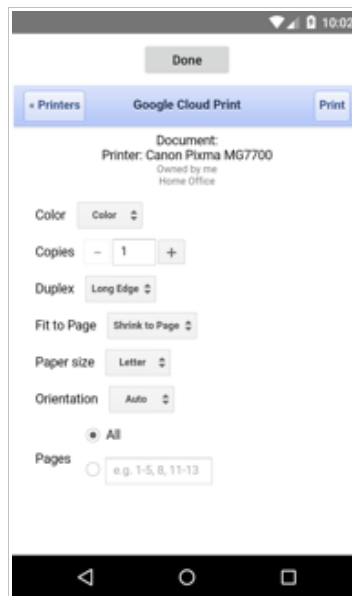 10:02
Done
« Printers Google Cloud Print Print
Document:
Printer: Canon Pixma MG7700
Owned by me
Home Office
Color Color
Copies - 1 +
Duplex Long Edge
Fit to Page Shrink to Page
Paper size Letter
Orientation Auto
All
Pages
e.g. 1-5, 8, 11-13